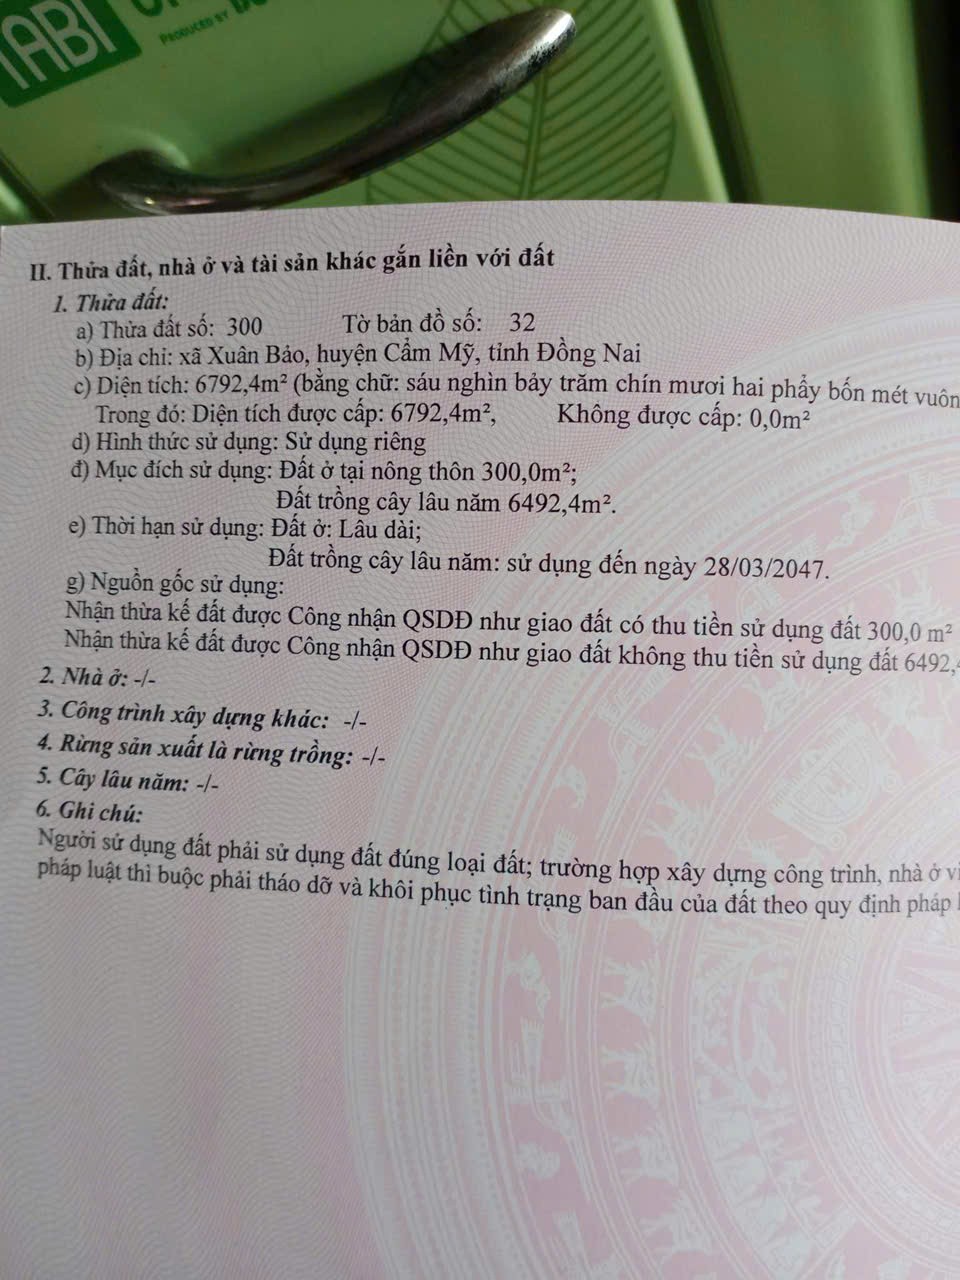 ABI
PRODUCED BY
II. Thửa đất, nhà ở và tài sản khác gắn liền với đất
1. Thửa đất:
a) Thửa đất số: 300 Tờ bản đồ số: 32
b) Địa chỉ: xã Xuân Bảo, huyện Cẩm Mỹ, tỉnh Đồng Nai
c) Diện tích: 6792,4m² (bằng chữ: sáu nghìn bảy trăm chín mươi hai phẩy bốn mét vuôn
Trong đó: Diện tích được cấp: 6792,4m², Không được cấp: 0,0m²
d) Hình thức sử dụng: Sử dụng riêng
đ) Mục đích sử dụng: Đất ở tại nông thôn 300,0m²;
Đất trồng cây lâu năm 6492,4m².
e) Thời hạn sử dụng: Đất ở: Lâu dài;
Đất trồng cây lâu năm: sử dụng đến ngày 28/03/2047.
g) Nguồn gốc sử dụng:
Nhận thừa kế đất được Công nhận QSDĐ như giao đất có thu tiền sử dụng đất 300,0 m²
Nhận thừa kế đất được Công nhận QSDĐ như giao đất không thu tiền sử dụng đất 6492,
2. Nhà ở: -/-
3. Công trình xây dựng khác: -/-
4. Rừng sản xuất là rừng trồng: -/-
5. Cây lâu năm: -/-
6. Ghi chú:
Người sử dụng đất phải sử dụng đất đúng loại đất; trường hợp xây dựng công trình, nhà ở vi
pháp luật thì buộc phải tháo dỡ và khôi phục tình trạng ban đầu của đất theo quy định pháp